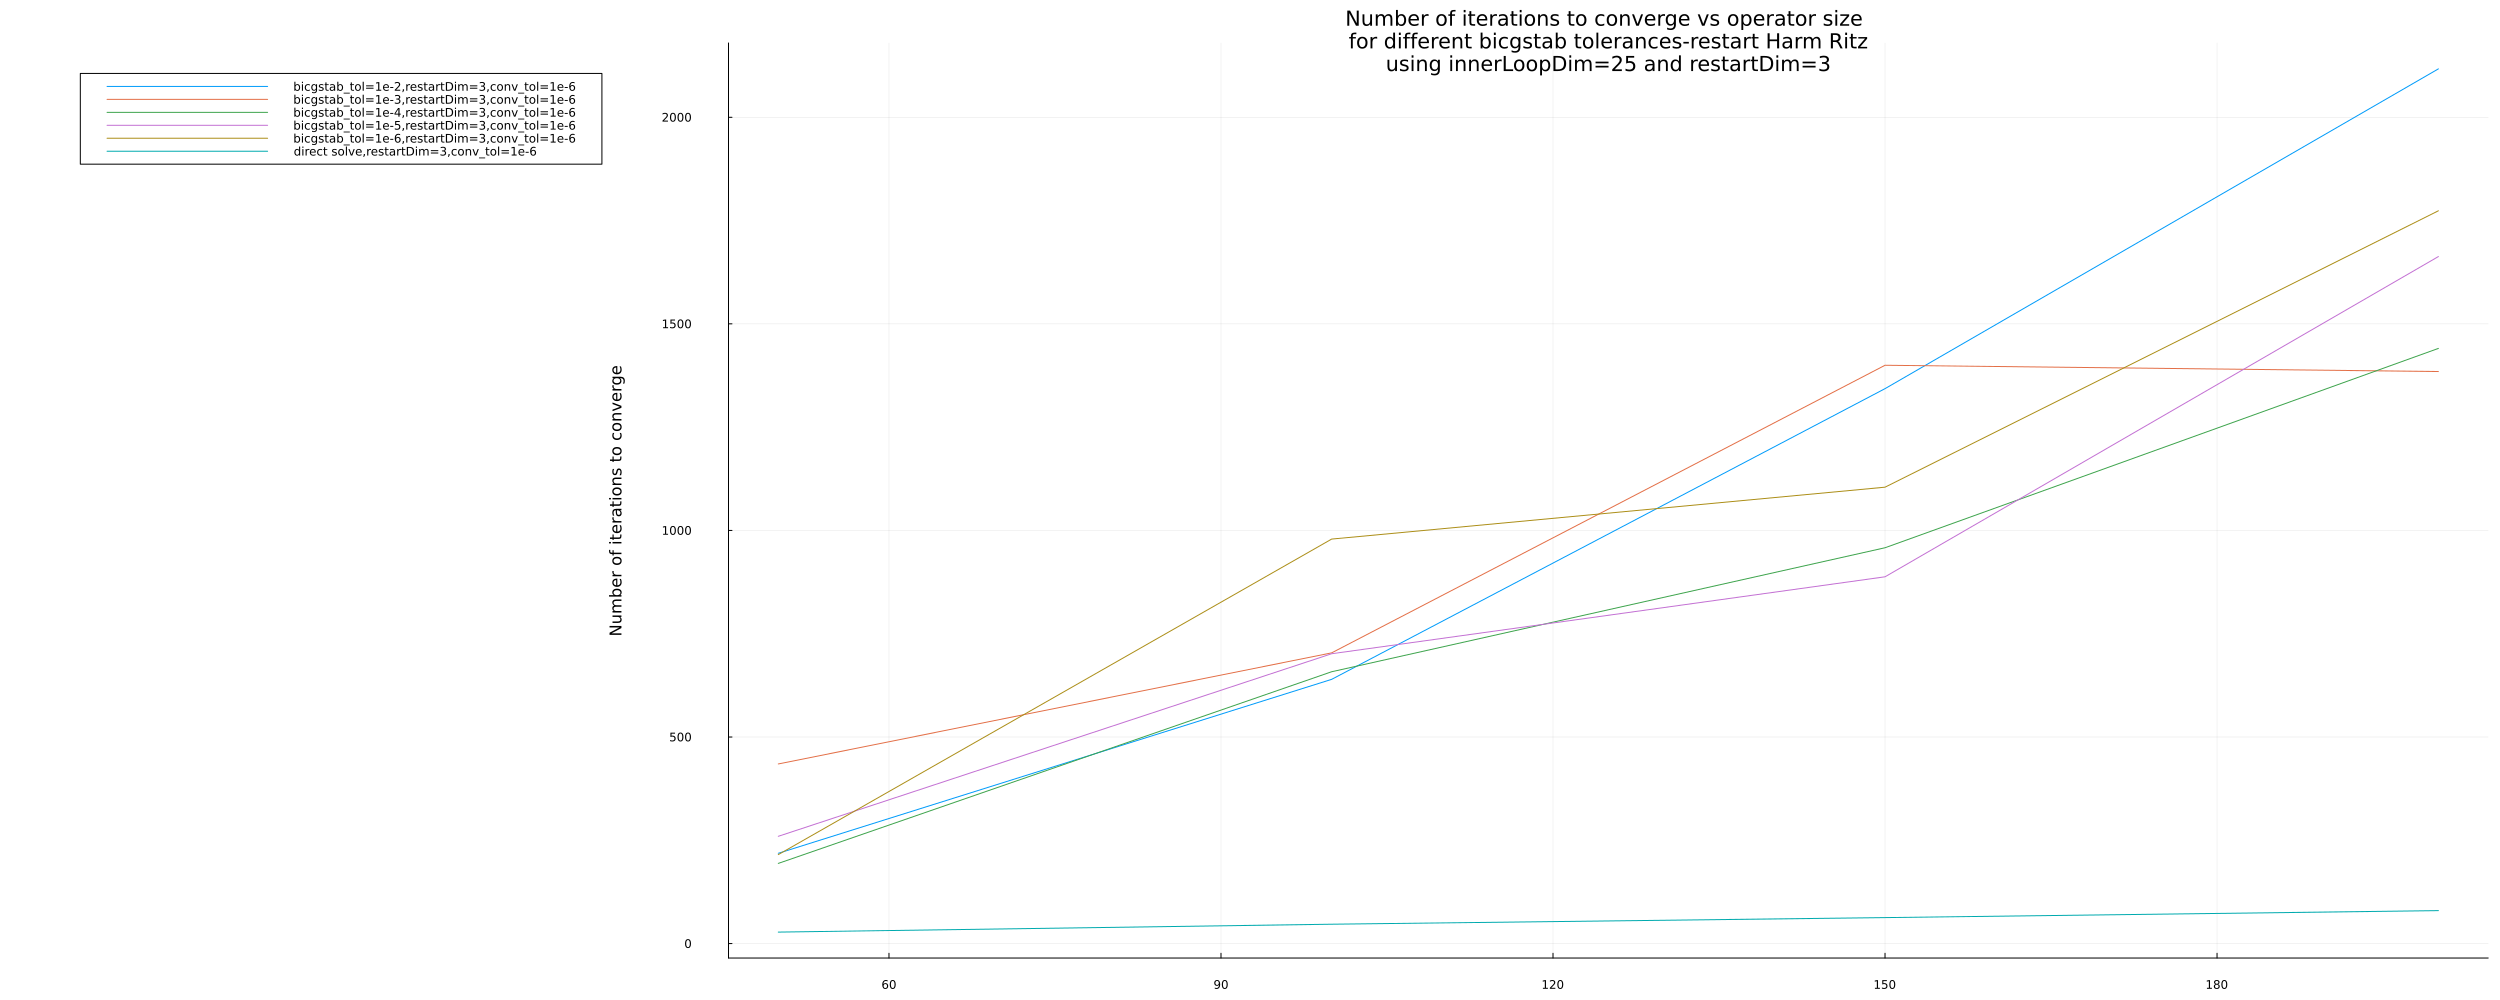 Number of iterations to converge vs operator size
for different bicgstab tolerances-restart Harm Ritz
using innerLoopDim=25 and restartDim=3
bicgstab_tol=1e-2,restartDim=3,conv_tol=1e-6
bicgstab_tol=1e-3,restartDim=3,conv_tol=1e-6
bicgstab_tol=1e-4,restartDim=3,conv_tol=1e-6
bicgstab_tol=1e-5,restartDim=3,conv_tol=1e-6
bicgstab_tol=1e-6,restartDim=3,conv_tol=1e-6
direct solve,restartDim=3,conv_tol=1e-6
Number of iterations to converge
2000
1500
1000
500
0
60
90
120
150
180